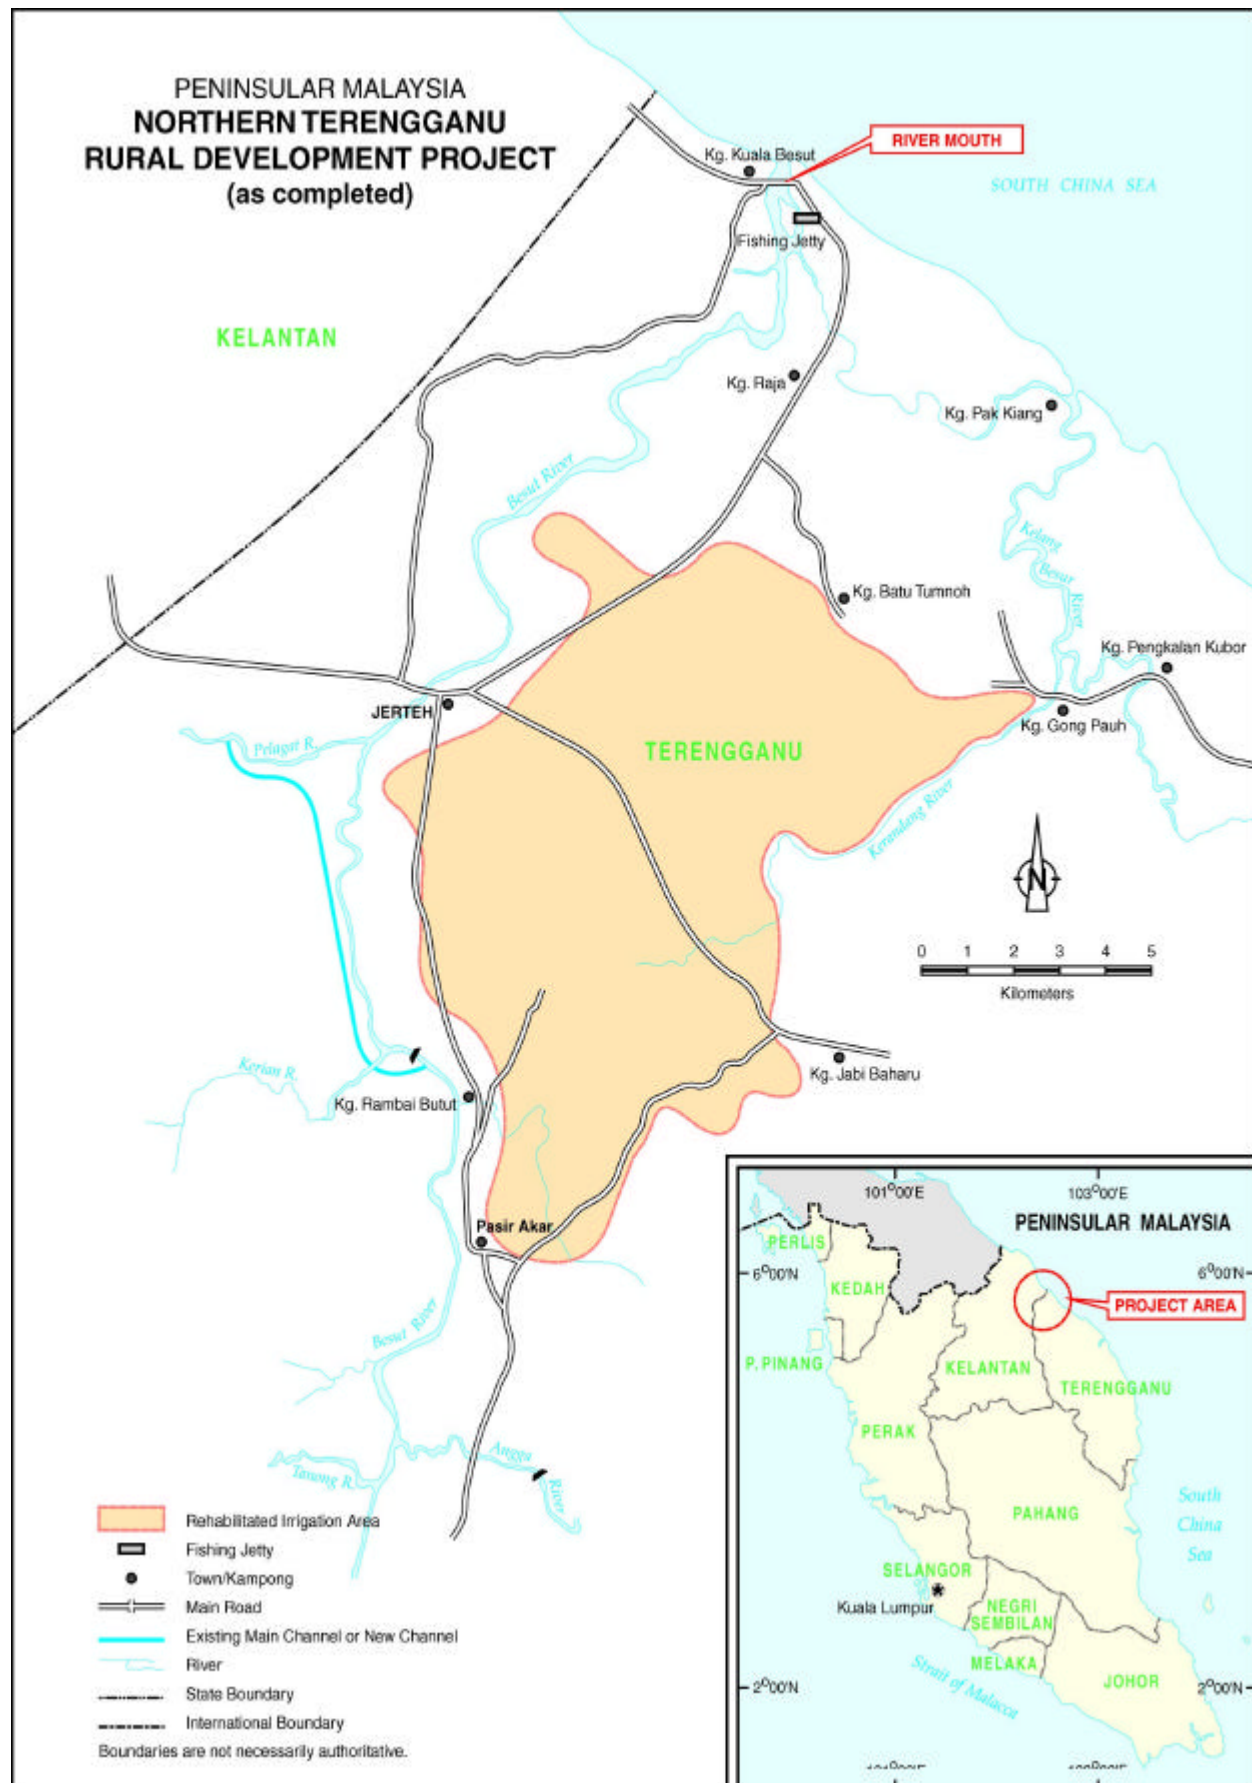 PENINSULAR MALAYSIA
NORTHERN TERENGGANU
RURAL DEVELOPMENT PROJECT
(as completed)
RIVER MOUTH
Kg. Kuala Besut
SOUTH CHINA SEA
Fishing Jetty
KELANTAN
Kg. Raja
Kg. Pak Kiang
Besut River
Kelang
Besar
River
Kg. Batu Tumnoh
Kg. Pengkalan Kubor
JERTEH
Kg. Gong Pauh
Pelagat R.
TERENGGANU
Kerandang River
N
0 1 2 3 4 5
Kilometers
Kerian R.
Kg. Jabi Baharu
Kg. Rambai Butut
Pasir Akar
Besut River
Angga
River
Tanong R.
Rehabilitated Irrigation Area
Fishing Jetty
Town/Kampong
Main Road
Existing Main Channel or New Channel
River
State Boundary
International Boundary
Boundaries are not necessarily authoritative.
101°00'E 103°00'E
PENINSULAR MALAYSIA
PERLIS
6°00'N 6°00'N
KEDAH
PROJECT AREA
P. PINANG
KELANTAN
TERENGGANU
PERAK
PAHANG
South
China
Sea
SELANGOR
Kuala Lumpur
NEGRI
SEMBILAN
MELAKA
JOHOR
Strait of Malacca
2°00'N 2°00'N